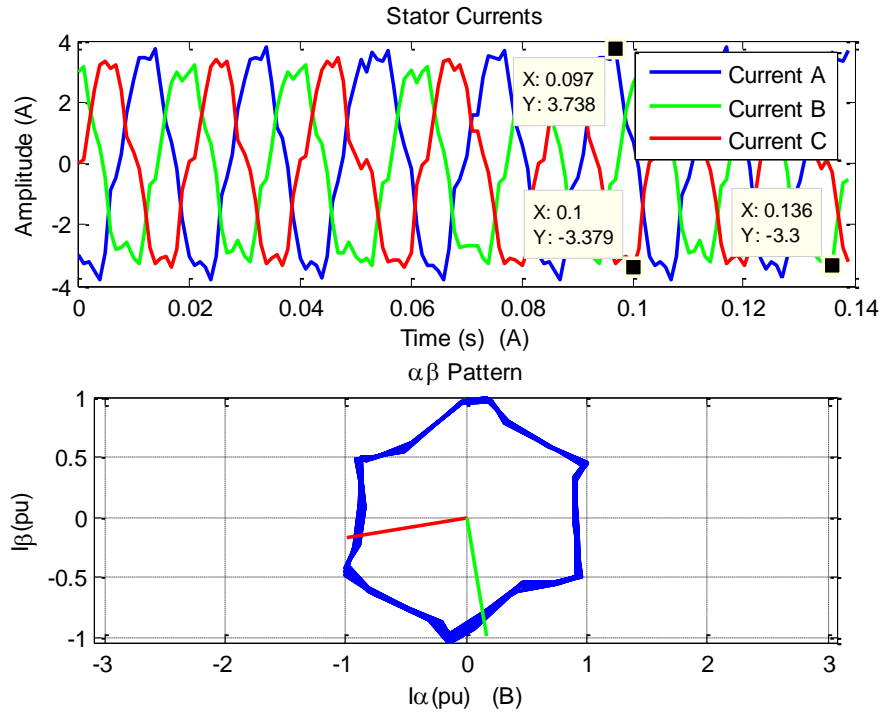 Stator Currents
Amplitude (A)
4
2
0
-2
-4
X: 0.097
Y: 3.738
Current A
Current B
Current C
X: 0.1
Y: -3.379
X: 0.136
Y: -3.3
0
0.02
0.04
0.06
0.08
0.1
0.12
0.14
Time (s) (A)
αβ Pattern
Iβ(pu)
1
0.5
0
-0.5
-1
-3
-2
-1
0
1
2
3
Iα(pu) (B)